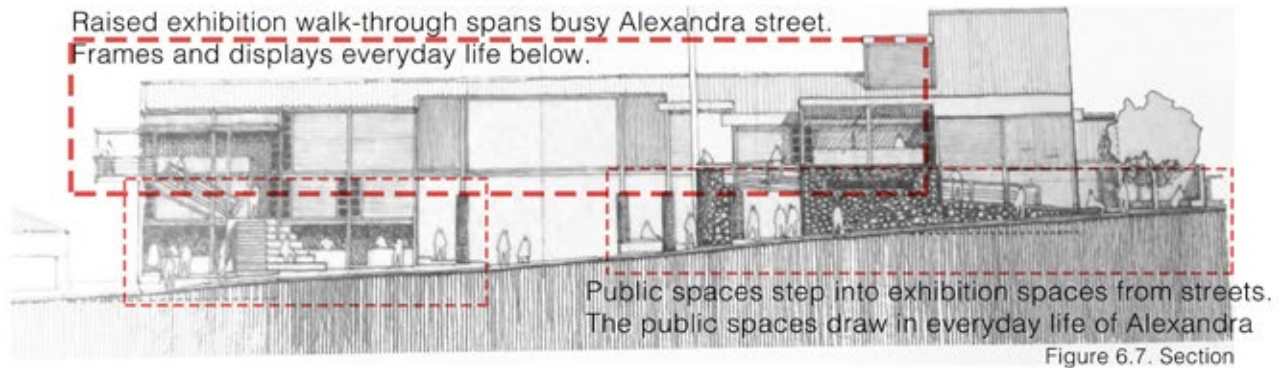 Raised exhibition walk-through spans busy Alexandra street.
Frames and displays everyday life below.
Public spaces step into exhibition spaces from streets.
The public spaces draw in everyday life of Alexandra
Figure 6.7. Section